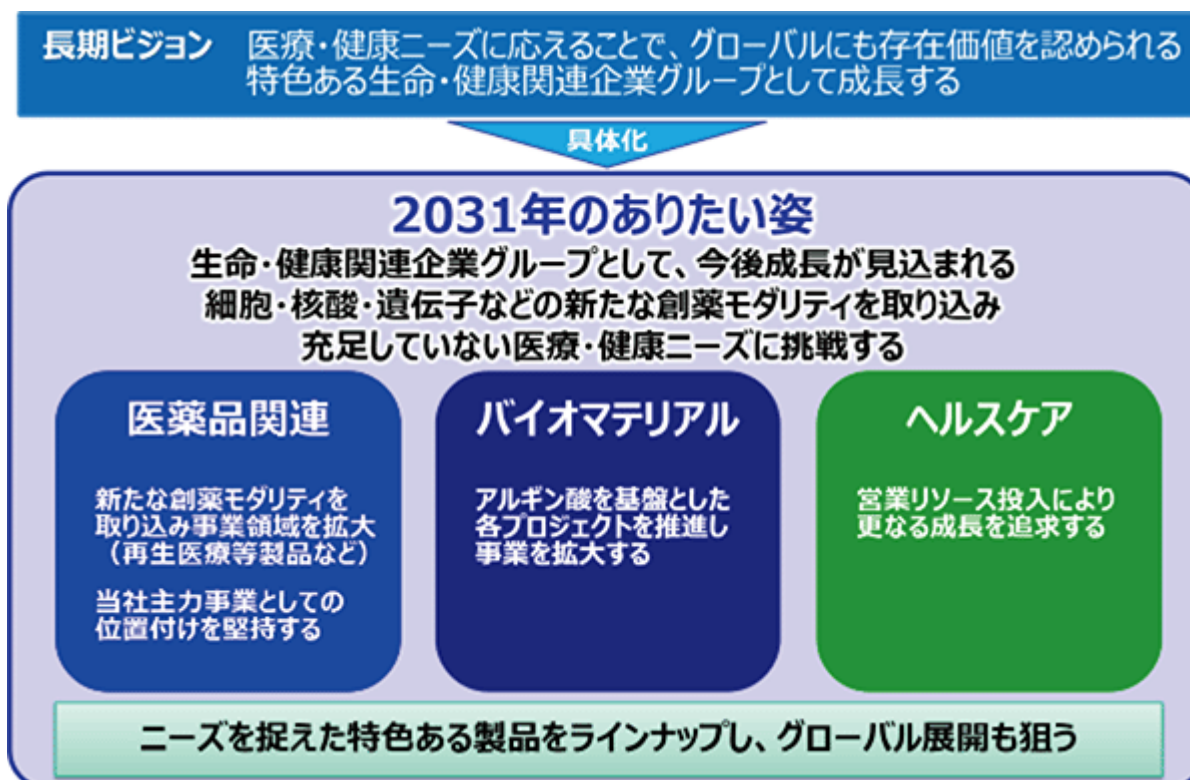 長期ビジョン 医療・健康ニーズに応えることで、グローバルにも存在価値を認められる
特色ある生命・健康関連企業グループとして成長する
具体化
2031年のありたい姿
生命・健康関連企業グループとして、今後成長が見込まれる
細胞・核酸・遺伝子などの新たな創薬モダリティを取り込み
充足していない医療・健康ニーズに挑戦する
医薬品関連
新たな創薬モダリティを
取り込み事業領域を拡大
（再生医療等製品など）
当社主力事業としての
位置付けを堅持する
バイオマテリアル
アルギン酸を基盤とした
各プロジェクトを推進し
事業を拡大する
ヘルスケア
営業リソース投入により
更なる成長を追求する
ニーズを捉えた特色ある製品をラインナップし、グローバル展開も狙う